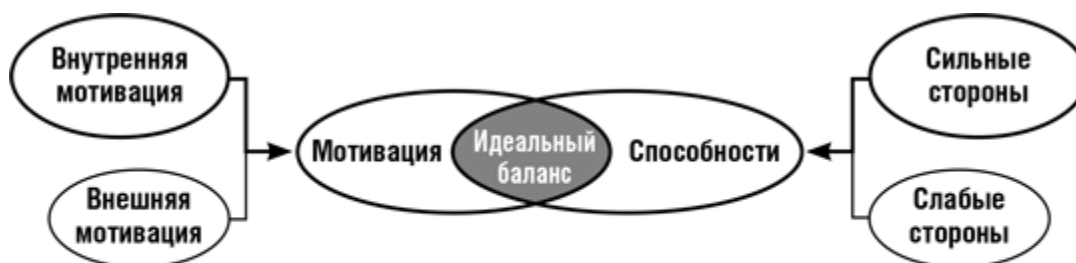 Внутренняя
мотивация
Внешняя
мотивация
Мотивация
Идеальный
баланс
Способности
Сильные
стороны
Слабые
стороны